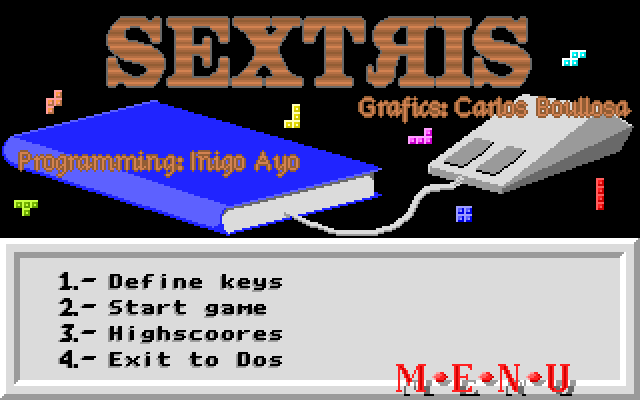 SEXTRIS
Grafics: Carlos Boullosa
Programming: Iñigo Ayo
1.- Define keys
2.- Start game
3.- Highscoores
4.- Exit to Dos
M·E·N·U